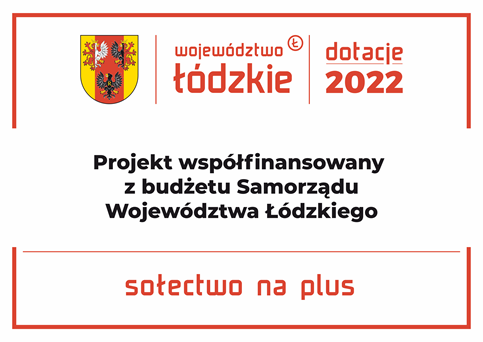 województwo Ł
łódzkie
dotacje
2022
Projekt współfinansowany
z budżetu Samorządu
Województwa Łódzkiego
sołectwo na plus